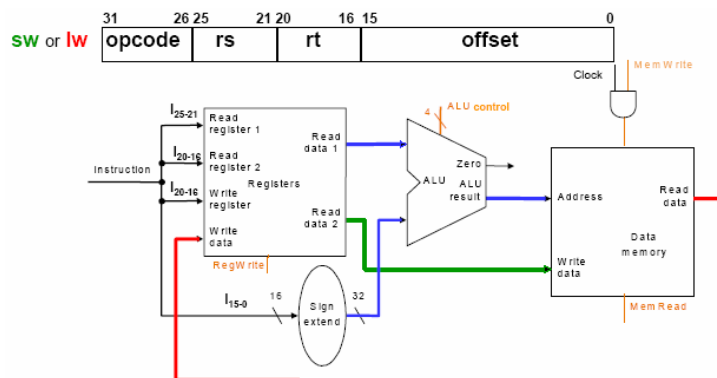 31 26 25 21 20 16 15 0
sw or lw opcode rs rt offset
Clock
MemWrite
I25-21
Read
register 1
I20-16
Read
register 2
Instruction
I20-16
Write
register
Write
data
Registers
Read
data 1
Read
data 2
RegWrite
4
ALU control
Zero
ALU
ALU
result
Address
Read
data
Data
memory
Write
data
MemRead
I15-0
16
Sign
extend
32